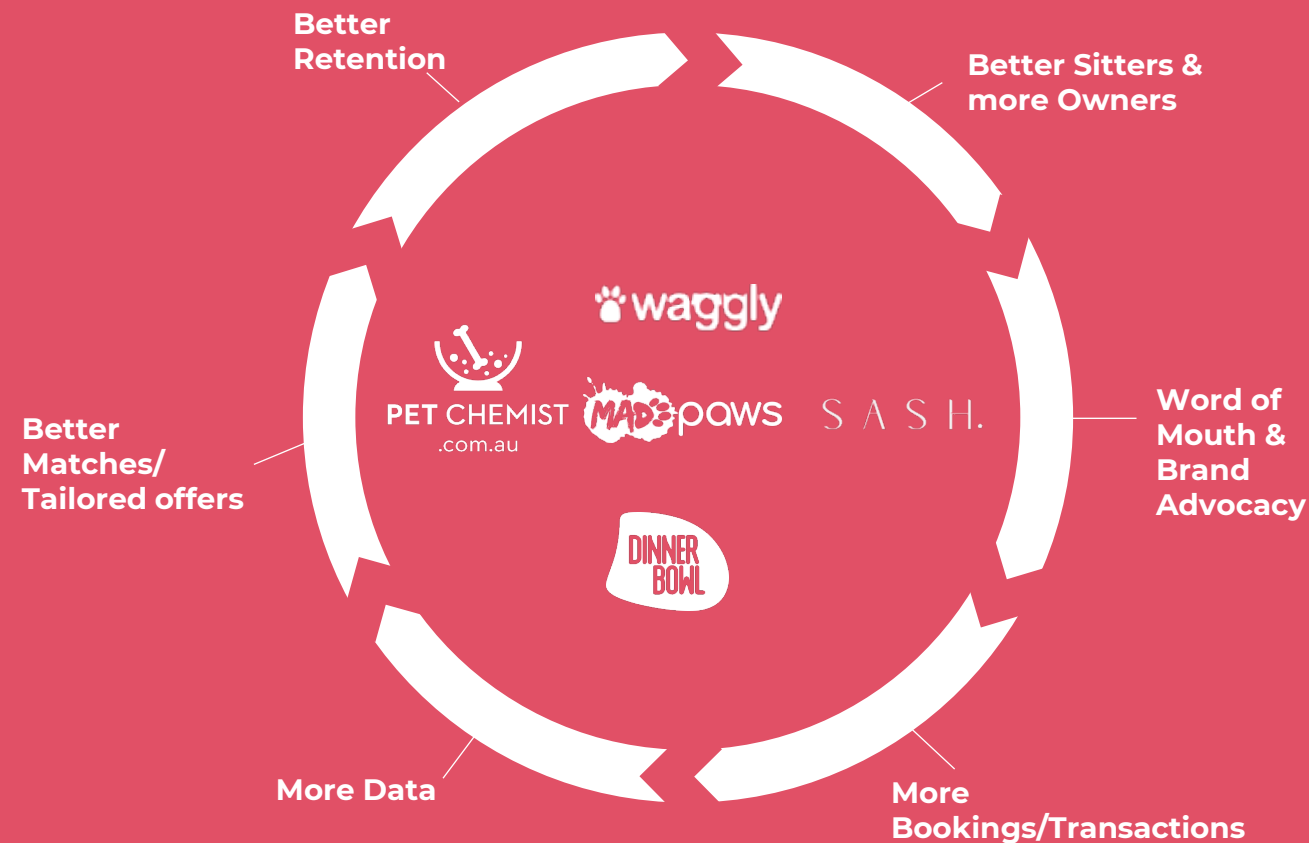 Better
Retention
Better Sitters &
more Owners
waggly
PET CHEMIST
.com.au
MAD paws
S A S H.
Word of
Mouth &
Brand
Advocacy
Better
Matches/
Tailored offers
DINNER
BOWL
More Data
More
Bookings/Transactions